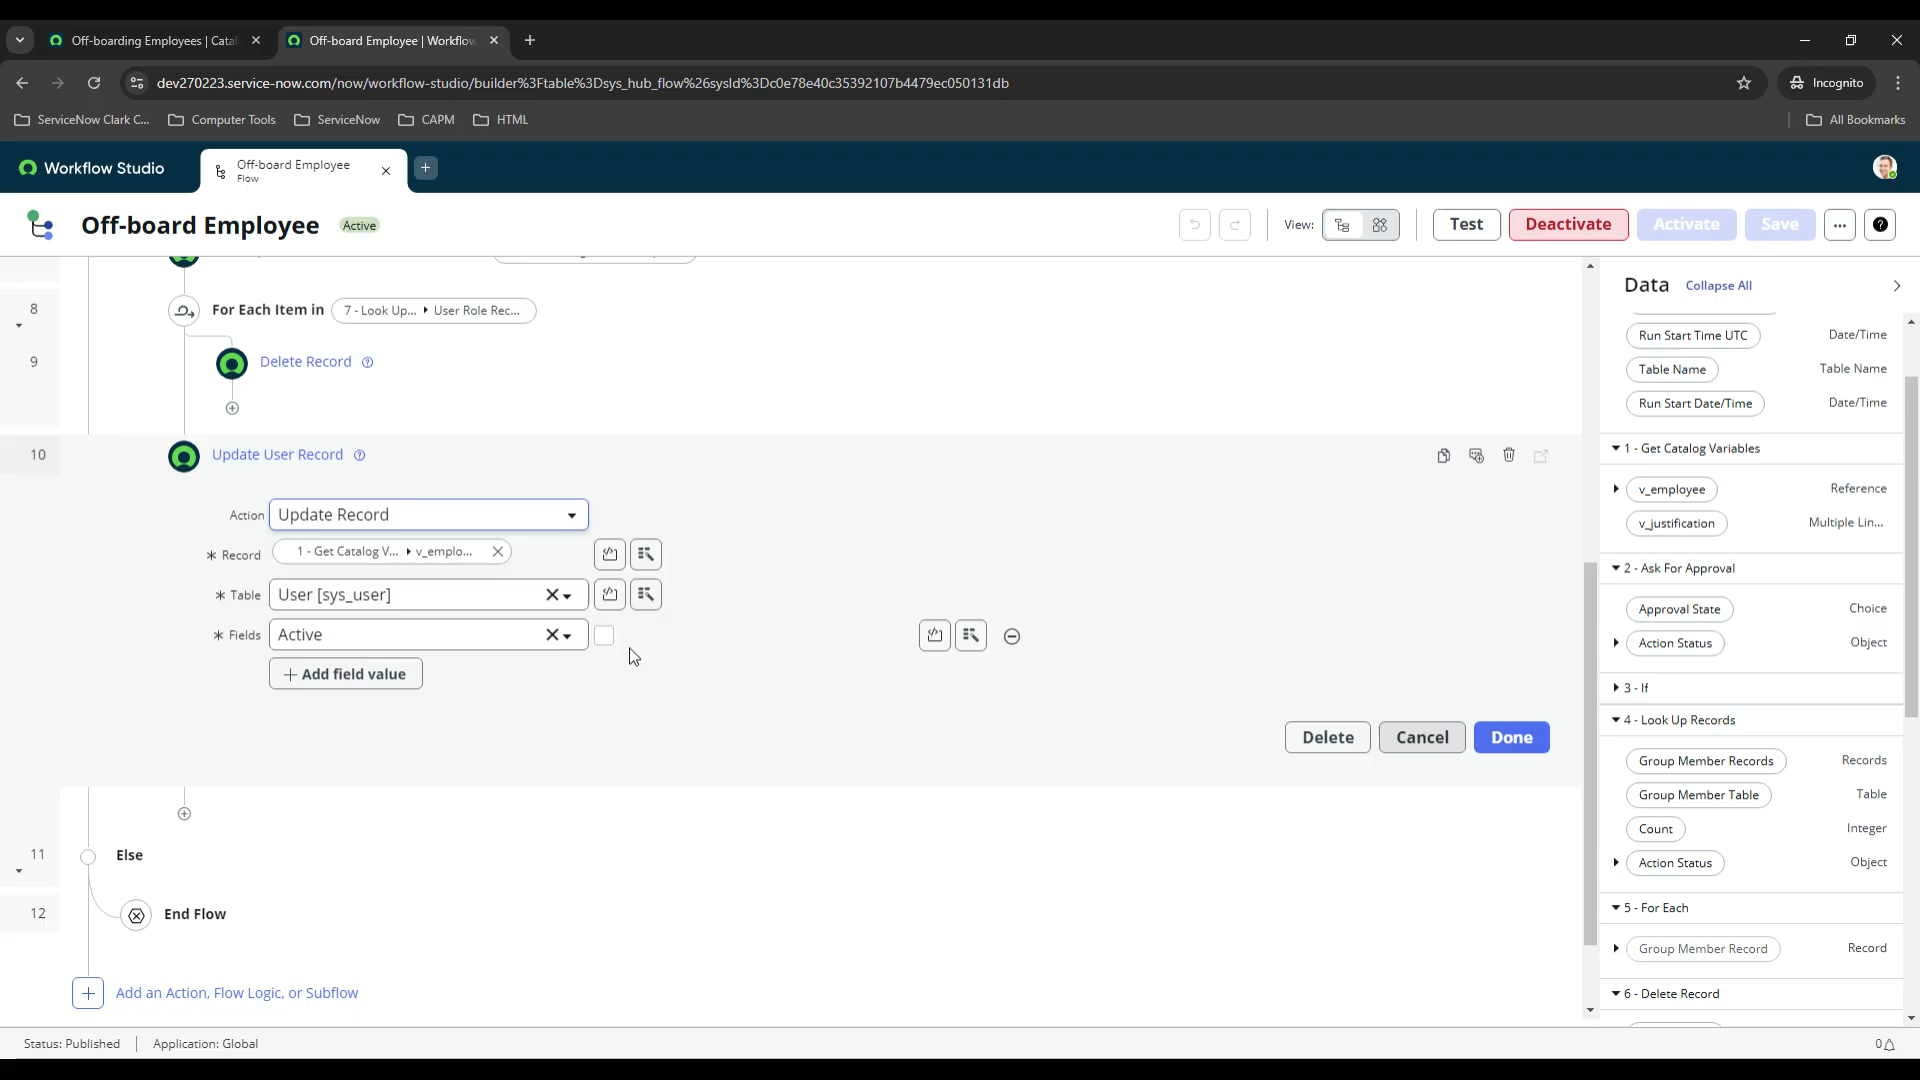 Off-boarding Employees | Cata
Off-board Employee | Workflow
dev270223.service-now.com/now/workflow-studio/builder%3Ftable%3Dsys_hub_flow%26sysId%3Dc0e78e40c35392107b4479ec050131db
Incognito
ServiceNow Clark C...
Computer Tools
ServiceNow
CAPM
HTML
All Bookmarks
Workflow Studio
Off-board Employee
Flow
Off-board Employee
Active
View:
Test
Deactivate
Activate
Save
8
For Each Item in
7 - Look Up...
User Role Rec...
9
Delete Record
10
Update User Record
Action
Update Record
* Record
1 - Get Catalog V...
v_emplo...
* Table
User [sys_user]
* Fields
Active
+ Add field value
Delete
Cancel
Done
11
Else
12
End Flow
Add an Action, Flow Logic, or Subflow
Data
Collapse All
Run Start Time UTC
Date/Time
Table Name
Table Name
Run Start Date/Time
Date/Time
1 - Get Catalog Variables
v_employee
Reference
v_justification
Multiple Lin...
2 - Ask For Approval
Approval State
Choice
Action Status
Object
3 - If
4 - Look Up Records
Group Member Records
Records
Group Member Table
Table
Count
Integer
Action Status
Object
5 - For Each
Group Member Record
Record
6 - Delete Record
Status: Published
Application: Global
0